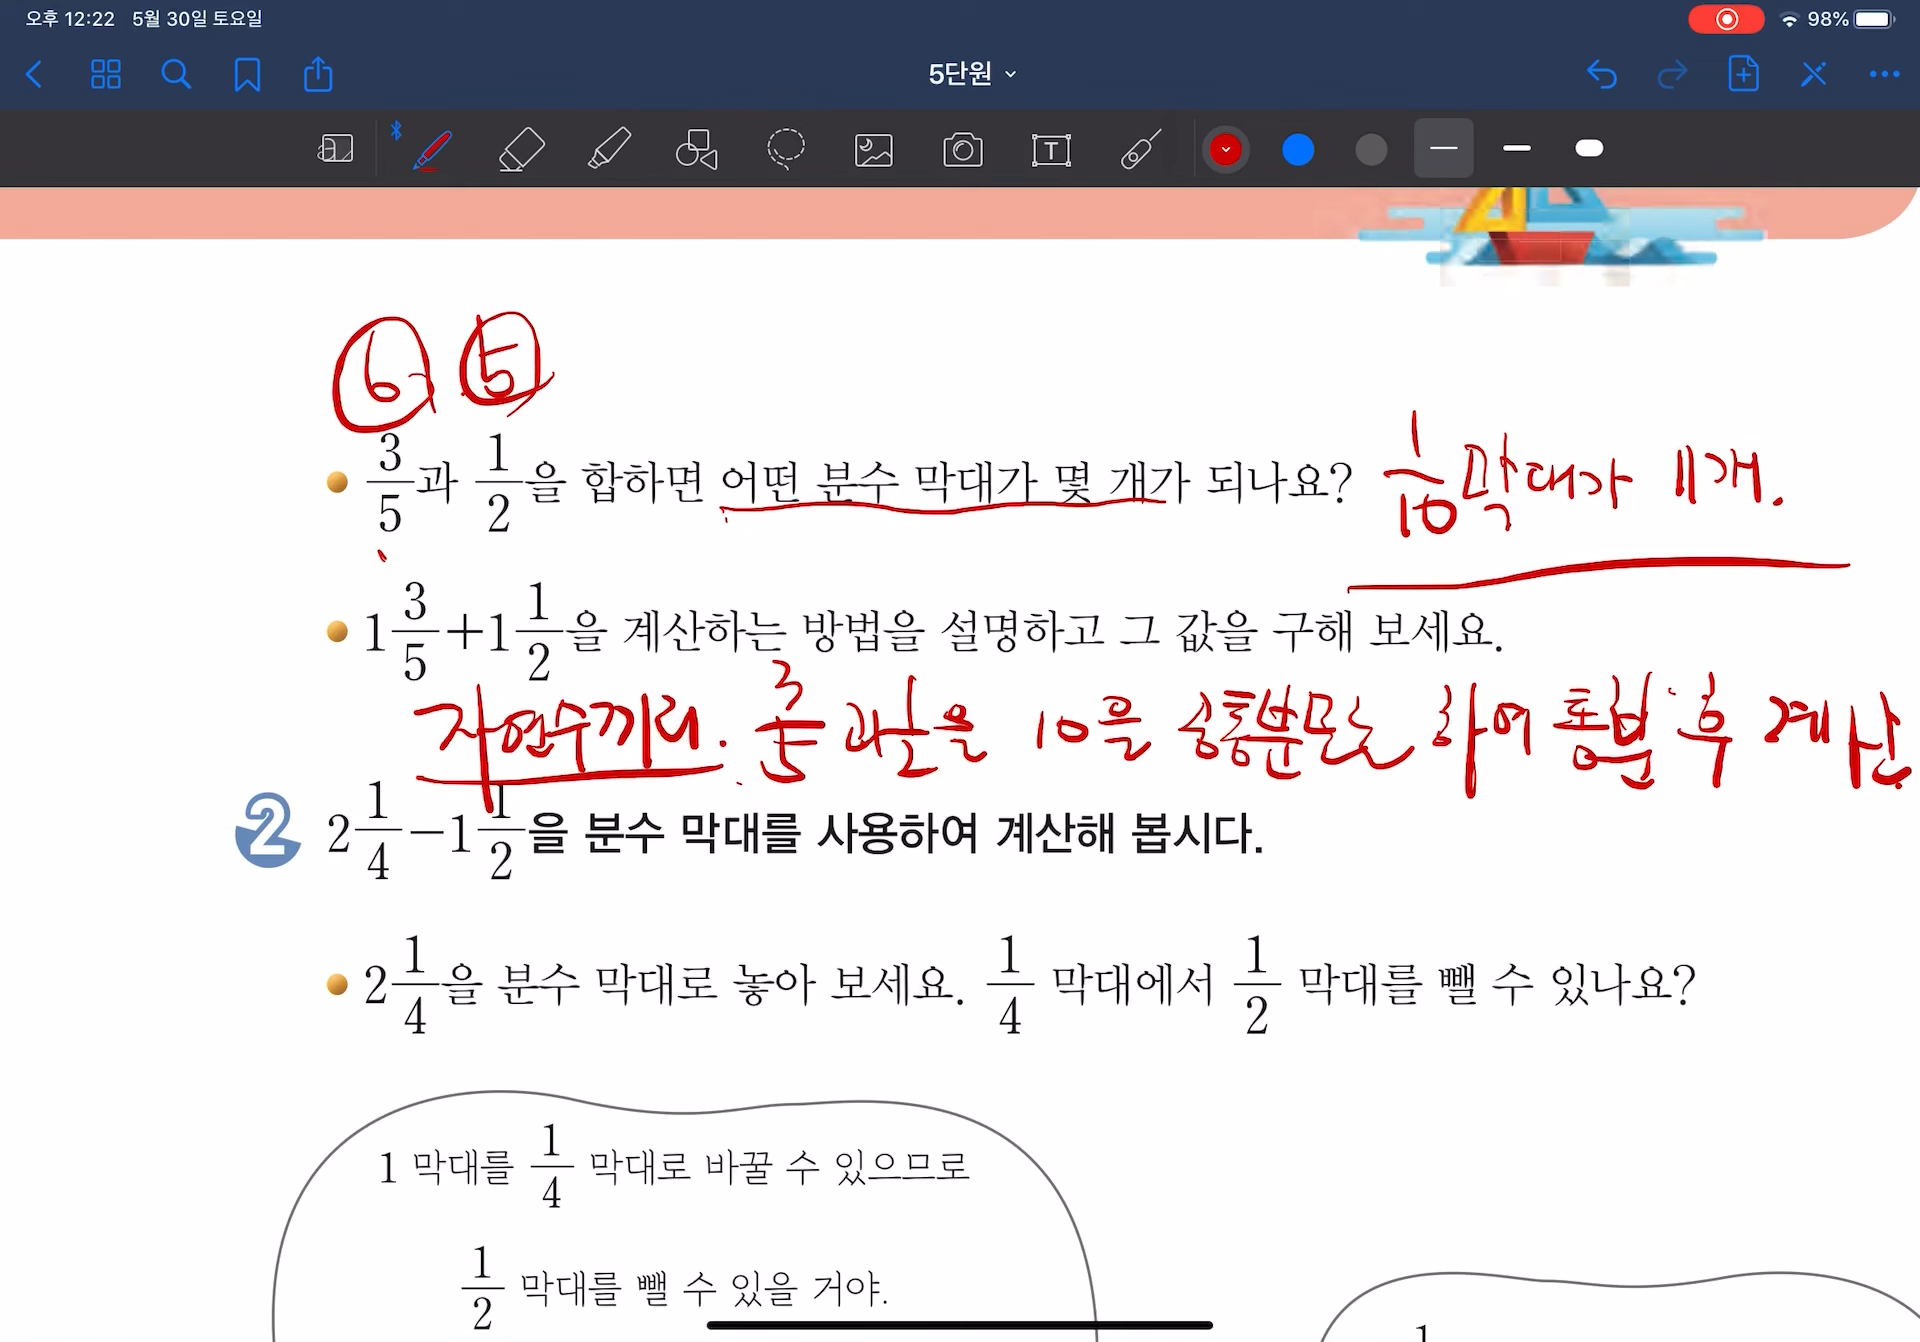 오후 12:22 5월 30일 토요일 98%
5단원
6 5
3/5과 1/2을 합하면 어떤 분수 막대가 몇 개가 되나요? 1/10 막대가 11개.
1 3/5+1 1/2을 계산하는 방법을 설명하고 그 값을 구해 보세요.
자연수끼리. 3/5과 을 10을 공통분모로 하여 통분 후 계산
2 2 1/4-1 1/2을 분수 막대를 사용하여 계산해 봅시다.
2 1/4을 분수 막대로 놓아 보세요. 1/4 막대에서 1/2 막대를 뺄 수 있나요?
1 막대를 1/4 막대로 바꿀 수 있으므로
1/2 막대를 뺄 수 있을 거야.
1